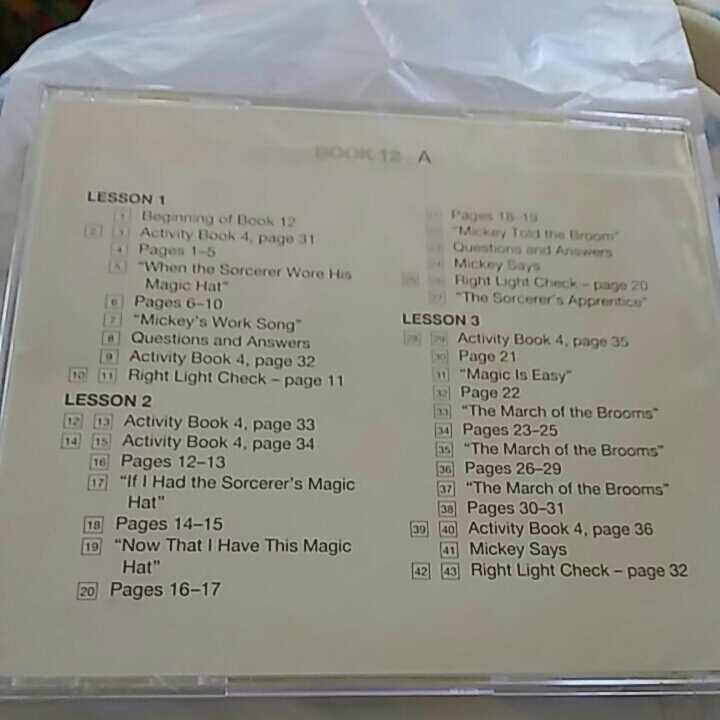 BOOK 12 A
LESSON 1
1 Beginning of Book 12
2 3 Activity Book 4, page 31
4 Pages 1–5
5 "When the Sorcerer Wore His
Magic Hat"
6 Pages 6–10
7 "Mickey's Work Song"
8 Questions and Answers
9 Activity Book 4, page 32
10 11 Right Light Check – page 11
LESSON 2
12 13 Activity Book 4, page 33
14 15 Activity Book 4, page 34
16 Pages 12–13
17 "If I Had the Sorcerer's Magic
Hat"
18 Pages 14–15
19 "Now That I Have This Magic
Hat"
20 Pages 16–17
21 Pages 18–19
22 "Mickey Told the Broom"
23 Questions and Answers
24 Mickey Says
25 26 Right Light Check – page 20
27 "The Sorcerer's Apprentice"
LESSON 3
28 29 Activity Book 4, page 35
30 Page 21
31 "Magic Is Easy"
32 Page 22
33 "The March of the Brooms"
34 Pages 23–25
35 "The March of the Brooms"
36 Pages 26–29
37 "The March of the Brooms"
38 Pages 30–31
39 40 Activity Book 4, page 36
41 Mickey Says
42 43 Right Light Check – page 32